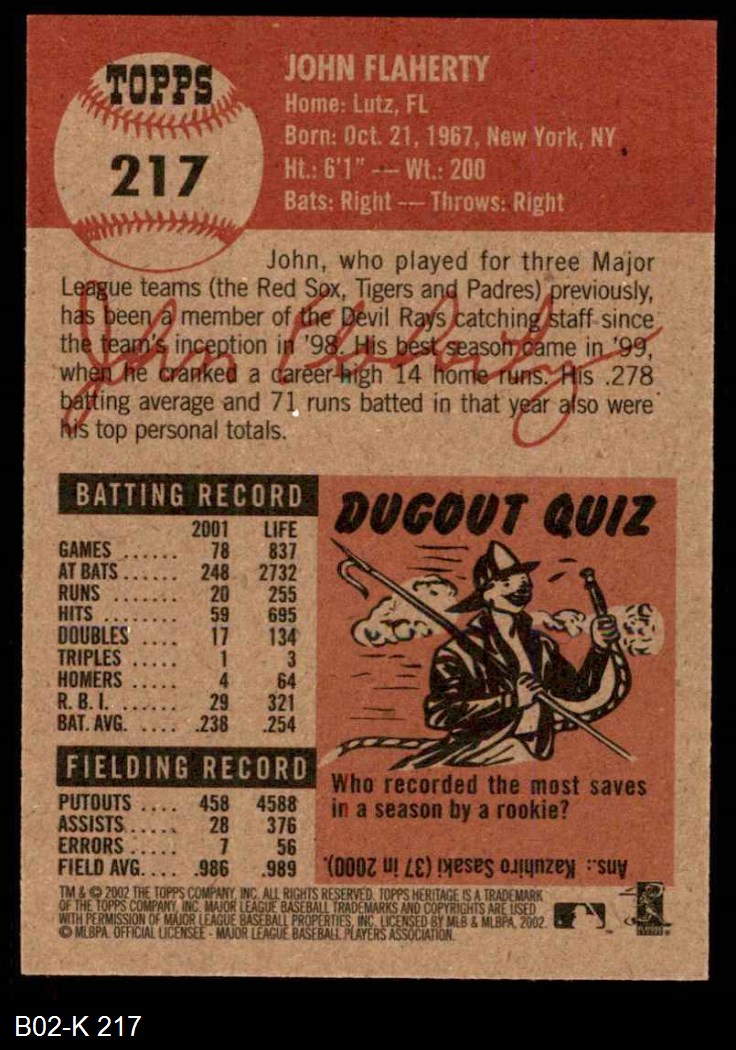 TOPPS
217
JOHN FLAHERTY
Home: Lutz, FL
Born: Oct. 21, 1967, New York, NY
Ht.: 6'1" — Wt.: 200
Bats: Right — Throws: Right
John, who played for three Major
League teams (the Red Sox, Tigers and Padres) previously,
has been a member of the Devil Rays catching staff since
the team's inception in '98. His best season came in '99,
when he cranked a career-high 14 home runs. His .278
batting average and 71 runs batted in that year also were
his top personal totals.
John Flaherty
BATTING RECORD
2001 LIFE
GAMES ...... 78 837
AT BATS...... 248 2732
RUNS ....... 20 255
HITS ........ 59 695
DOUBLES .... 17 134
TRIPLES ..... 1 3
HOMERS .... 4 64
R. B. I. ...... 29 321
BAT. AVG. .... .238 .254
FIELDING RECORD
PUTOUTS .... 458 4588
ASSISTS...... 28 376
ERRORS ..... 7 56
FIELD AVG.... .986 .989
DUGOUT QUIZ
Who recorded the most saves
in a season by a rookie?
Ans.: Kazuhiro Sasaki (37 in 2000).
TM & © 2002 THE TOPPS COMPANY, INC. ALL RIGHTS RESERVED. TOPPS HERITAGE IS A TRADEMARK
OF THE TOPPS COMPANY, INC. MAJOR LEAGUE BASEBALL TRADEMARKS AND COPYRIGHTS ARE USED
WITH PERMISSION OF MAJOR LEAGUE BASEBALL PROPERTIES, INC. LICENSED BY MLB & MLBPA, 2002.
© MLBPA. OFFICIAL LICENSEE - MAJOR LEAGUE BASEBALL PLAYERS ASSOCIATION.
B02-K 217